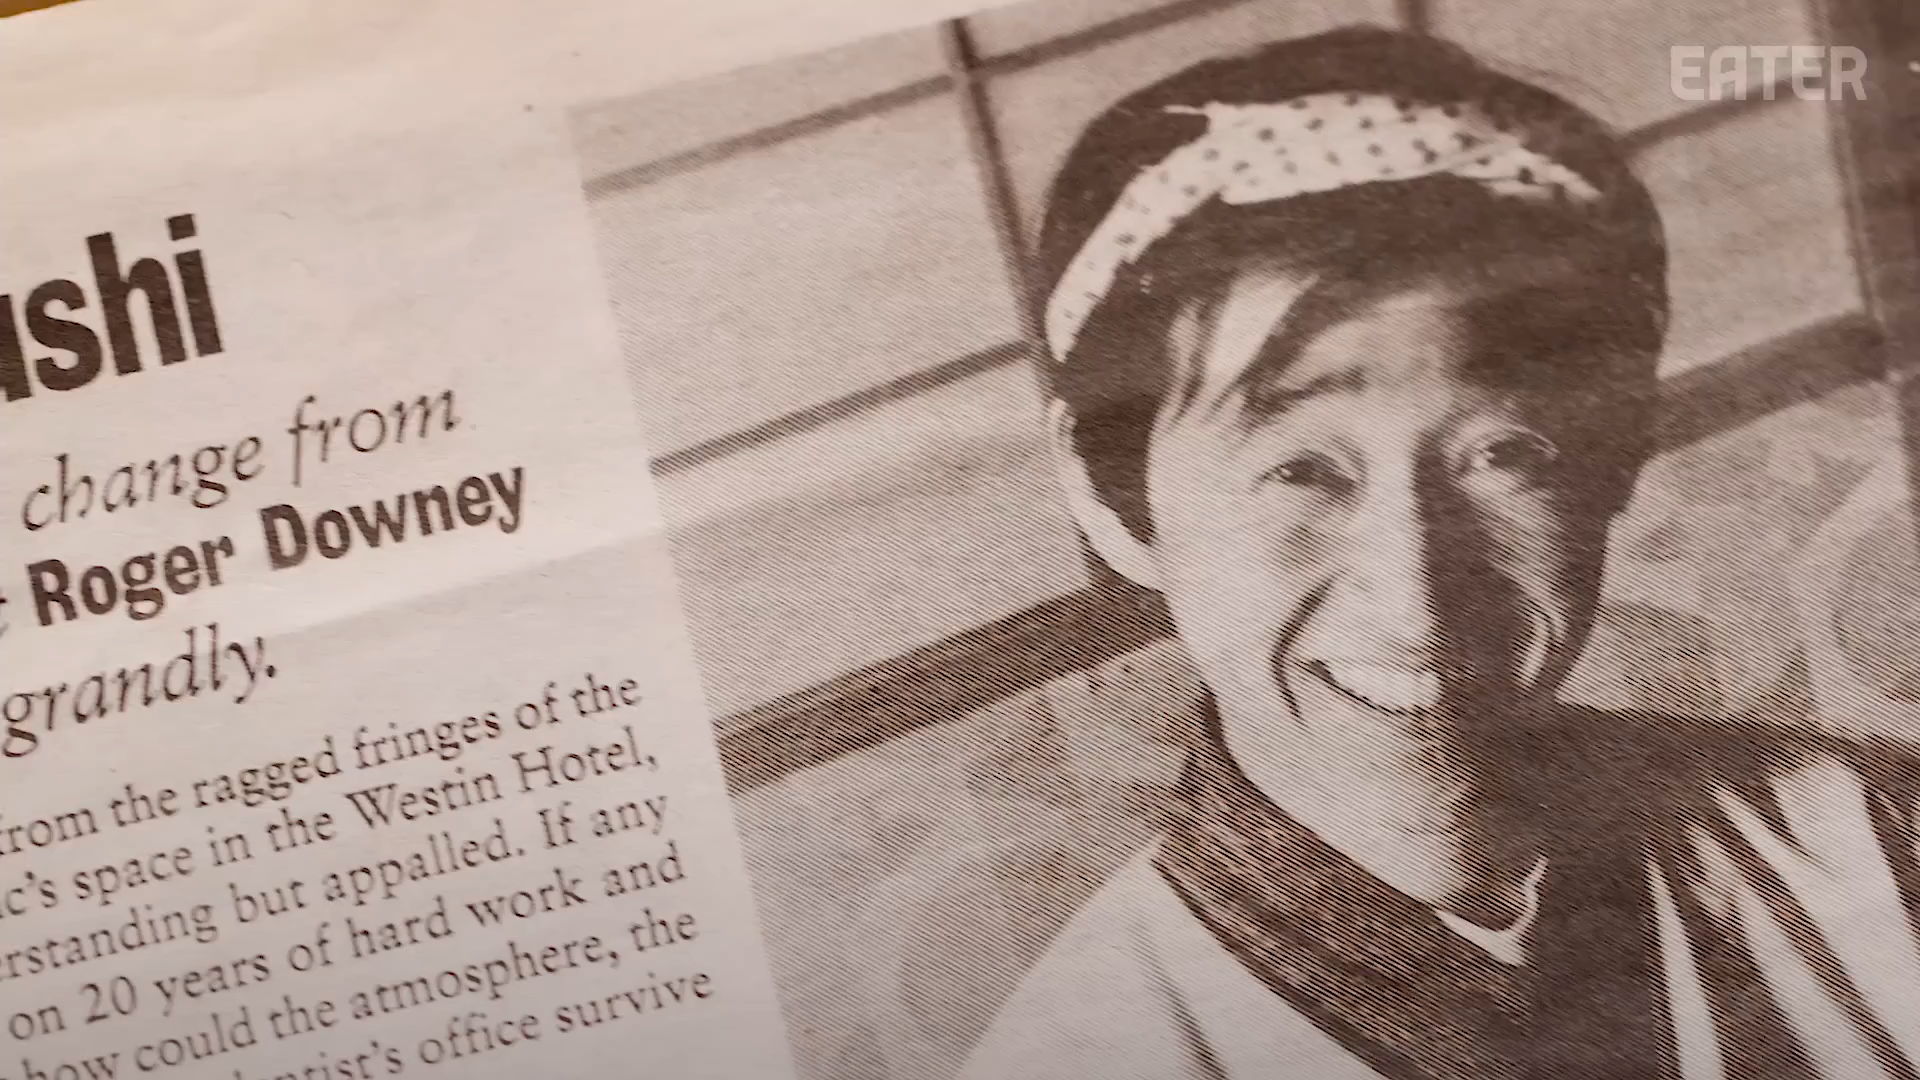 EATER
ushi
change from
Roger Downey
grandly.
from the ragged fringes of the
space in the Westin Hotel,
but appalled. If any
on 20 years of hard work and
how could the atmosphere, the
office survive